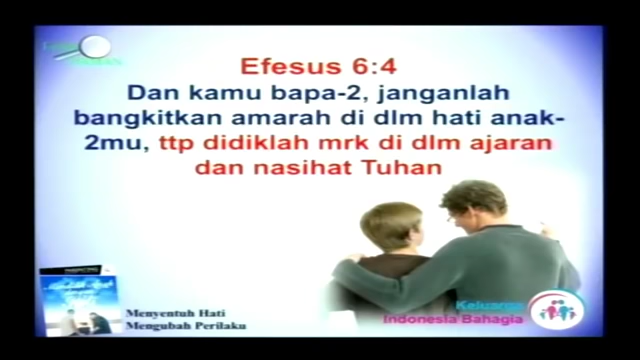 Efesus 6:4
Dan kamu bapa-2, janganlah
bangkitkan amarah di dlm hati anak-
2mu, ttp didiklah mrk di dlm ajaran
dan nasihat Tuhan
Menyentuh Hati
Mengubah Perilaku
Keluarga
Indonesia Bahagia